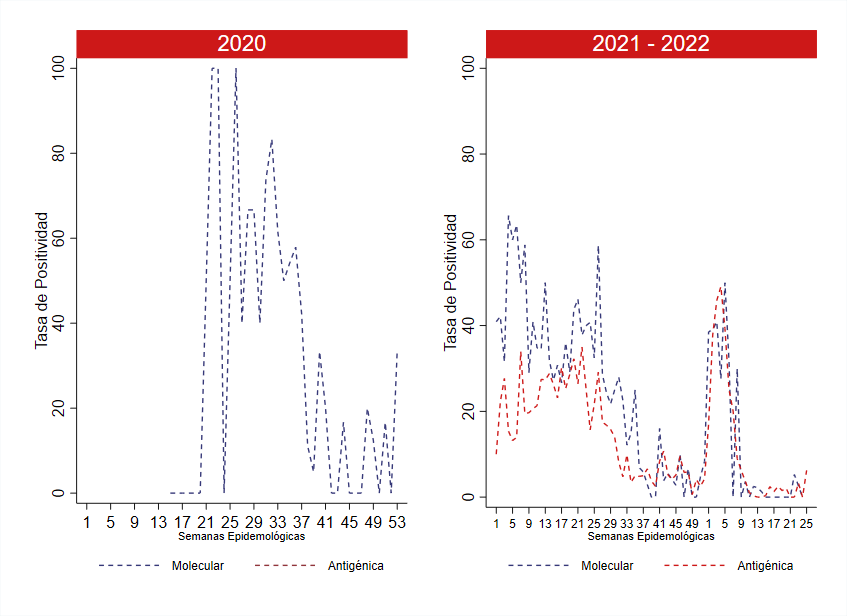 2020
Tasa de Positividad
100
80
60
40
20
0
1 5 9 13 17 21 25 29 33 37 41 45 49 53
Semanas Epidemológicas
Molecular Antigénica
2021 - 2022
Tasa de Positividad
100
80
60
40
20
0
1 5 9 13 17 21 25 29 33 37 41 45 49 1 5 9 13 17 21 25
Semanas Epidemológicas
Molecular Antigénica